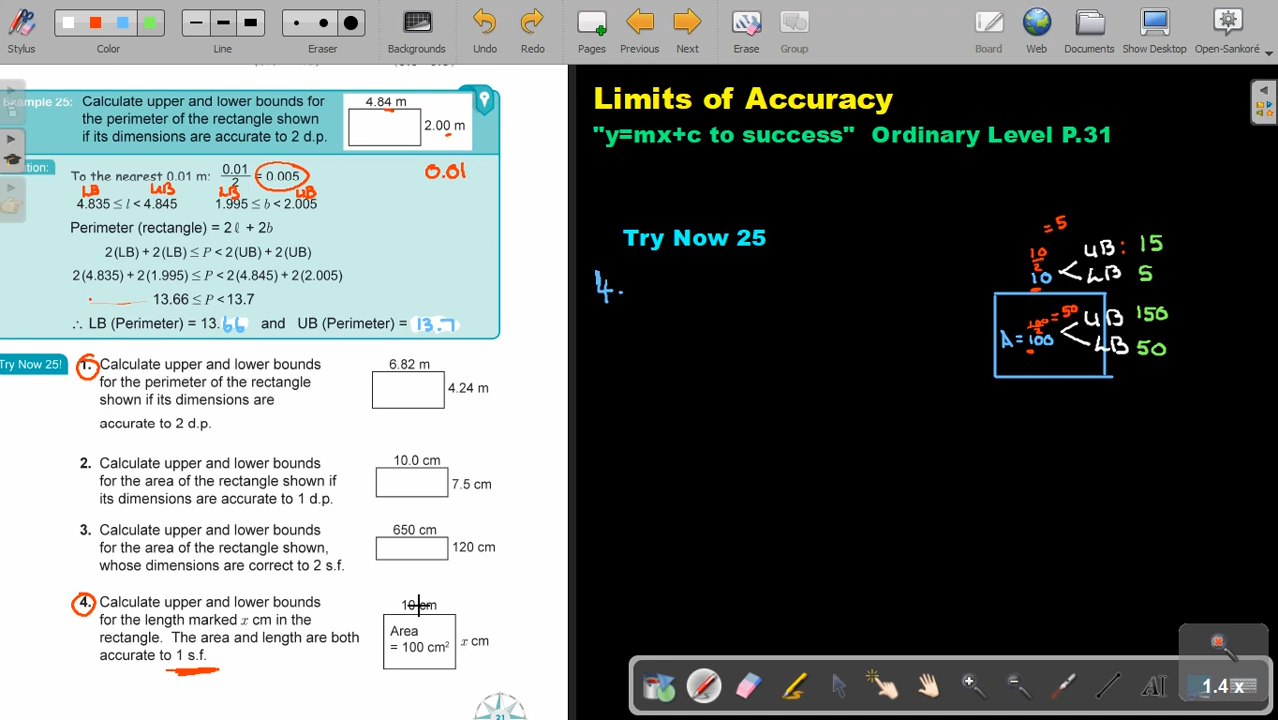 Stylus Color Line Eraser Backgrounds Undo Redo Pages Previous Next Erase Group Board Web Documents Show Desktop Open-Sankoré
Example 25: Calculate upper and lower bounds for
the perimeter of the rectangle shown
if its dimensions are accurate to 2 d.p.
4.84 m
2.00 m
0.01
To the nearest 0.01 m: 0.01/2 = 0.005
LB UB LB UB
4.835 ≤ l < 4.845 1.995 ≤ b < 2.005
Perimeter (rectangle) = 2ℓ + 2b
2(LB) + 2(LB) ≤ P < 2(UB) + 2(UB)
2(4.835) + 2(1.995) ≤ P < 2(4.845) + 2(2.005)
13.66 ≤ P < 13.7
∴ LB (Perimeter) = 13.66 and UB (Perimeter) = 13.7
Try Now 25!
1. Calculate upper and lower bounds
for the perimeter of the rectangle
shown if its dimensions are
accurate to 2 d.p.
6.82 m
4.24 m
2. Calculate upper and lower bounds
for the area of the rectangle shown if
its dimensions are accurate to 1 d.p.
10.0 cm
7.5 cm
3. Calculate upper and lower bounds
for the area of the rectangle shown,
whose dimensions are correct to 2 s.f.
650 cm
120 cm
4. Calculate upper and lower bounds
for the length marked x cm in the
rectangle. The area and length are both
accurate to 1 s.f.
10 cm
Area
= 100 cm²
x cm
31
Limits of Accuracy
"y=mx+c to success" Ordinary Level P.31
Try Now 25
4.
= 5
10/2
10 < UB : 15
LB 5
100/2 = 50
A = 100 < UB 150
LB 50
1.4 x